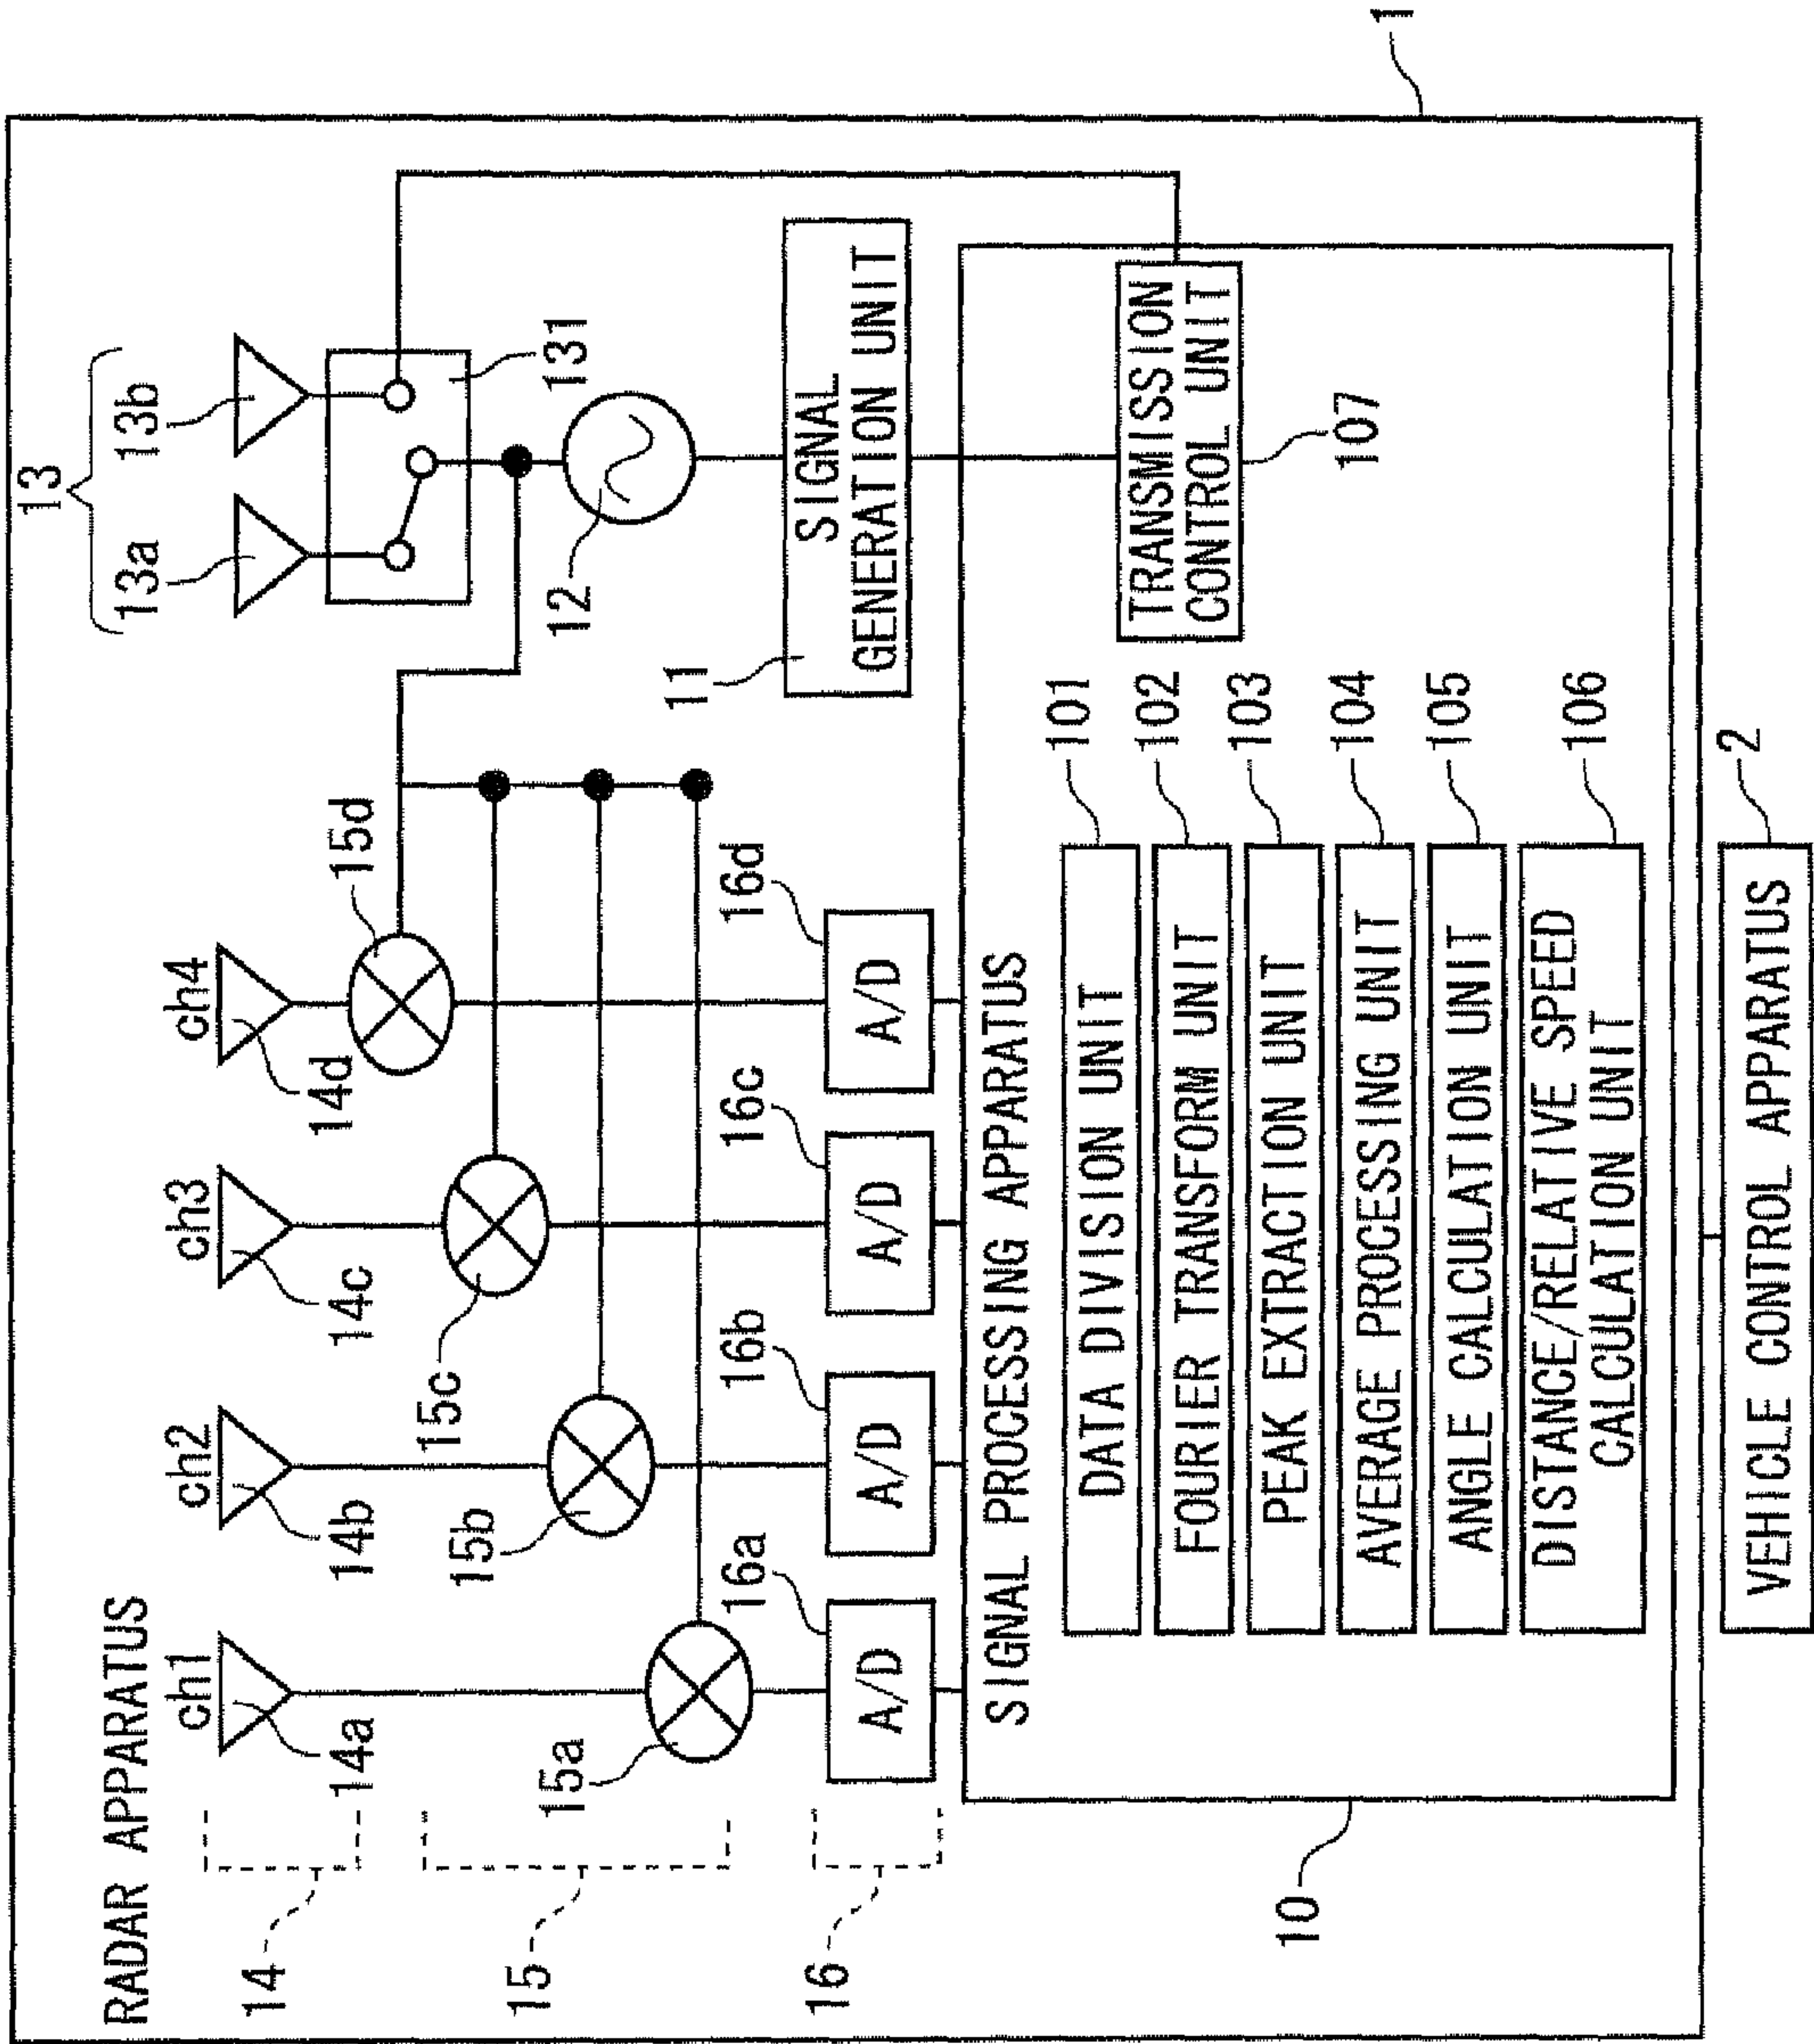 RADAR APPARATUS
1
13
13a
13b
131
12
11
SIGNAL
GENERATION UNIT
14
ch1
ch2
ch3
ch4
14a
14b
14c
14d
15
15a
15b
15c
15d
16
16a
16b
16c
16d
A/D
A/D
A/D
A/D
10
SIGNAL PROCESSING APPARATUS
DATA DIVISION UNIT
101
FOURIER TRANSFORM UNIT
102
PEAK EXTRACTION UNIT
103
AVERAGE PROCESSING UNIT
104
ANGLE CALCULATION UNIT
105
DISTANCE/RELATIVE SPEED
CALCULATION UNIT
106
TRANSMISSION
CONTROL UNIT
107
VEHICLE CONTROL APPARATUS
2